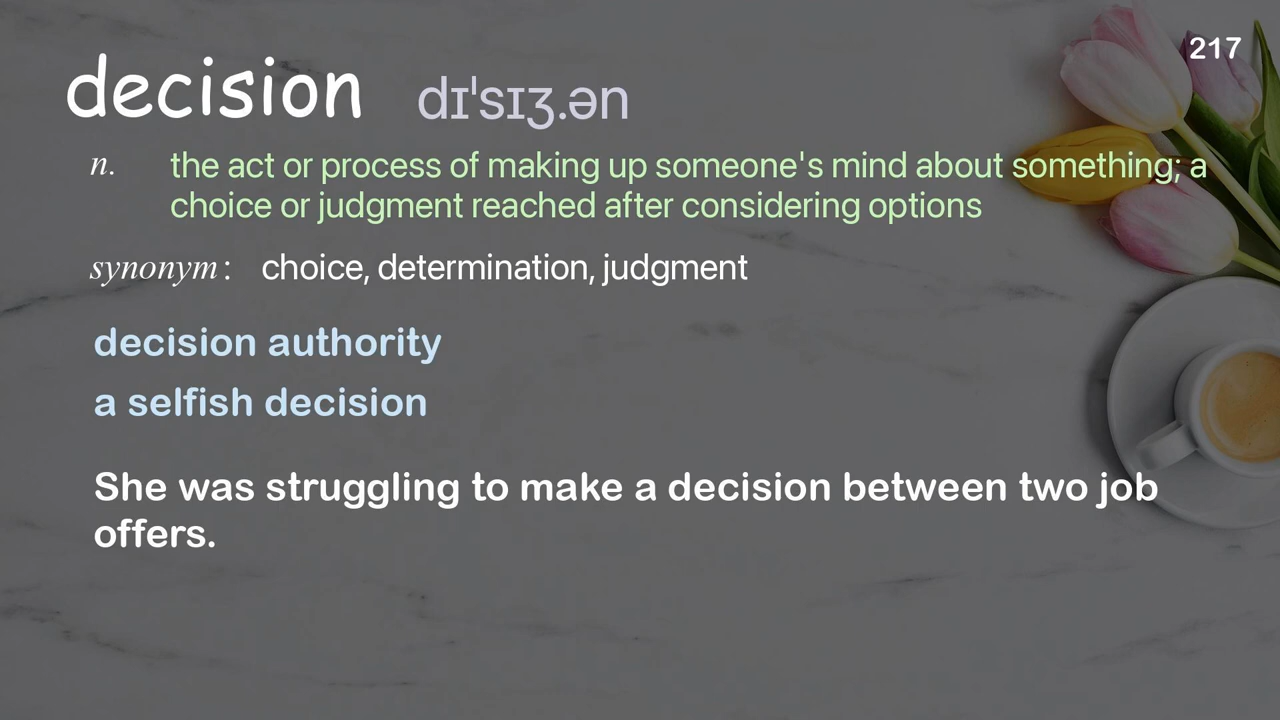 217
decision dɪˈsɪʒ.ən
n. the act or process of making up someone's mind about something; a
choice or judgment reached after considering options
synonym: choice, determination, judgment
decision authority
a selfish decision
She was struggling to make a decision between two job
offers.